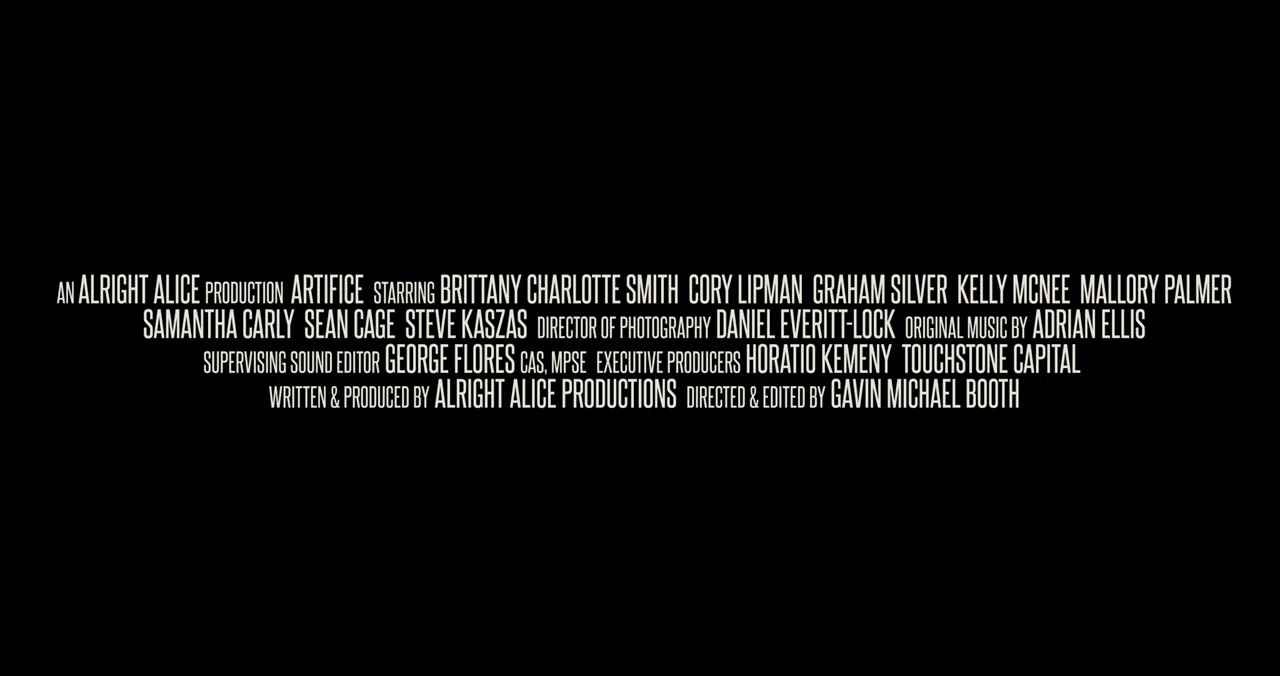 AN ALRIGHT ALICE PRODUCTION ARTIFICE STARRING BRITTANY CHARLOTTE SMITH CORY LIPMAN GRAHAM SILVER KELLY MCNEE MALLORY PALMER
SAMANTHA CARLY SEAN CAGE STEVE KASZAS DIRECTOR OF PHOTOGRAPHY DANIEL EVERITT-LOCK ORIGINAL MUSIC BY ADRIAN ELLIS
SUPERVISING SOUND EDITOR GEORGE FLORES CAS, MPSE EXECUTIVE PRODUCERS HORATIO KEMENY TOUCHSTONE CAPITAL
WRITTEN & PRODUCED BY ALRIGHT ALICE PRODUCTIONS DIRECTED & EDITED BY GAVIN MICHAEL BOOTH